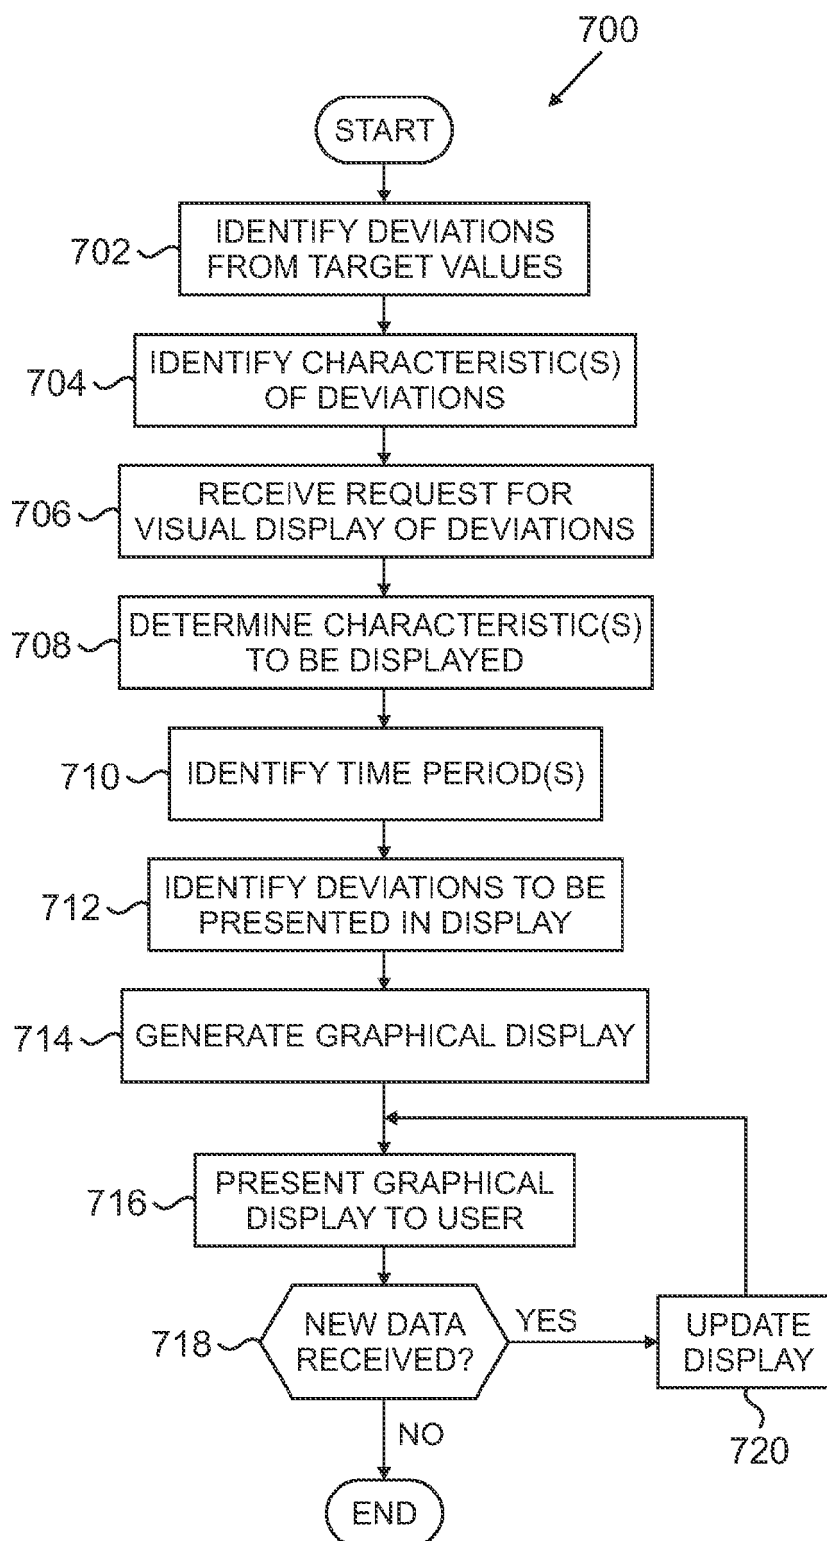 700
START
702
IDENTIFY DEVIATIONS
FROM TARGET VALUES
704
IDENTIFY CHARACTERISTIC(S)
OF DEVIATIONS
706
RECEIVE REQUEST FOR
VISUAL DISPLAY OF DEVIATIONS
708
DETERMINE CHARACTERISTIC(S)
TO BE DISPLAYED
710
IDENTIFY TIME PERIOD(S)
712
IDENTIFY DEVIATIONS TO BE
PRESENTED IN DISPLAY
714
GENERATE GRAPHICAL DISPLAY
716
PRESENT GRAPHICAL
DISPLAY TO USER
718
NEW DATA
RECEIVED?
YES
UPDATE
DISPLAY
720
NO
END